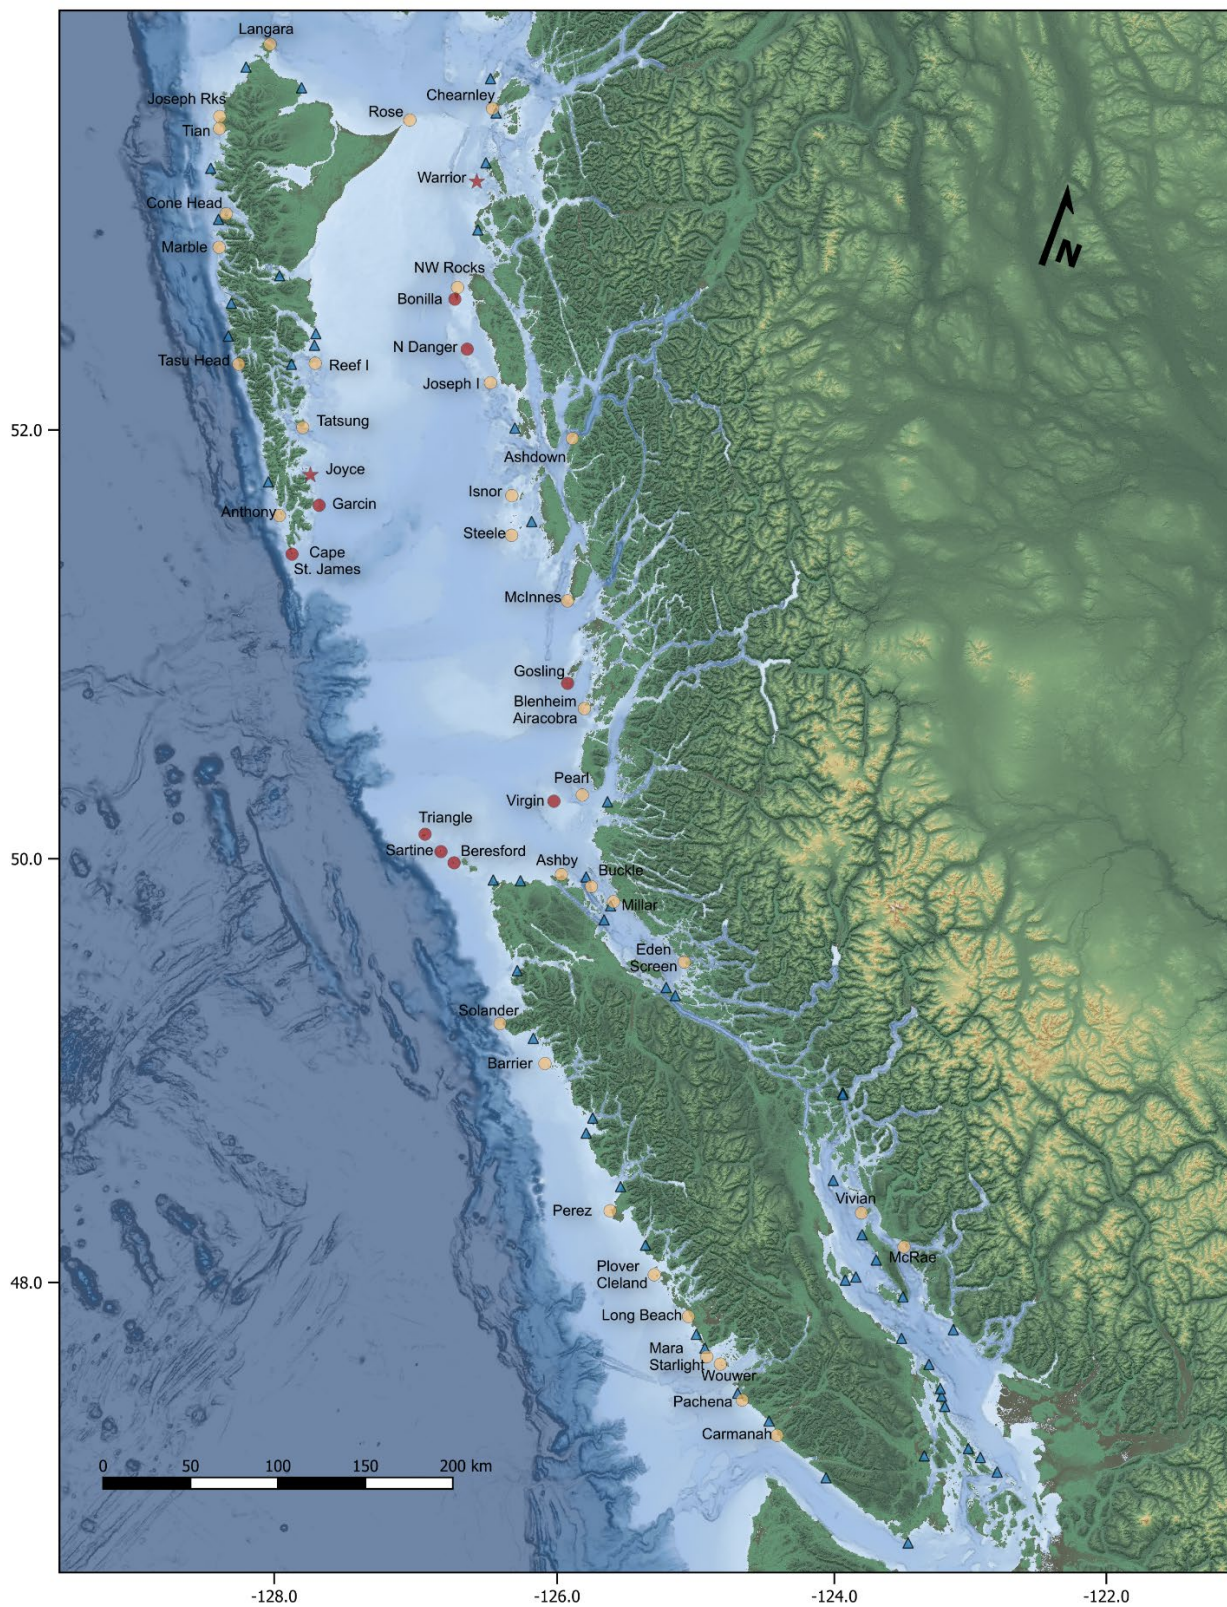 Langara
Joseph Rks
Tian
Rose
Chearnley
Warrior
Cone Head
Marble
NW Rocks
Bonilla
N Danger
Tasu Head
Reef I
Joseph I
52.0
Tatsung
Ashdown
Joyce
Isnor
Garcin
Anthony
Steele
Cape
St. James
McInnes
Gosling
Blenheim
Airacobra
Pearl
Virgin
Triangle
Sartine
Beresford
50.0
Ashby
Buckle
Millar
Eden
Screen
Solander
Barrier
Vivian
Perez
McRae
Plover
Cleland
48.0
Long Beach
Mara
Starlight
Wouwer
Pachena
Carmanah
N
0 50 100 150 200 km
-128.0 -126.0 -124.0 -122.0